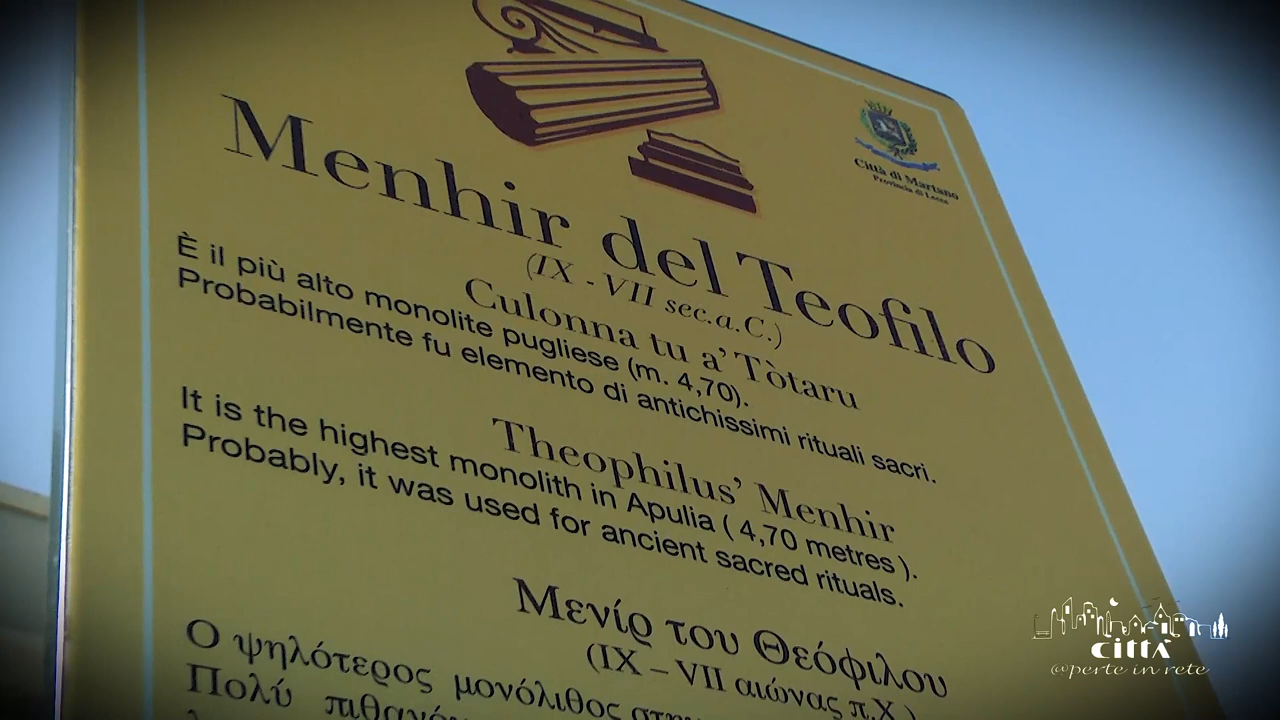 Città di Martano
Provincia di Lecce
Menhir del Teofilo
(IX - VII sec.a.C.)
Culonna tu a' Tòtaru
È il più alto monolite pugliese (m. 4,70).
Probabilmente fu elemento di antichissimi rituali sacri.
Theophilus' Menhir
It is the highest monolith in Apulia ( 4,70 metres ).
Probably, it was used for ancient sacred rituals.
Μενίρ του Θεόφιλου
(IX – VII αιώνας π.Χ.)
Ο ψηλότερος μονόλιθος
Πολύ
città
@perte in rete